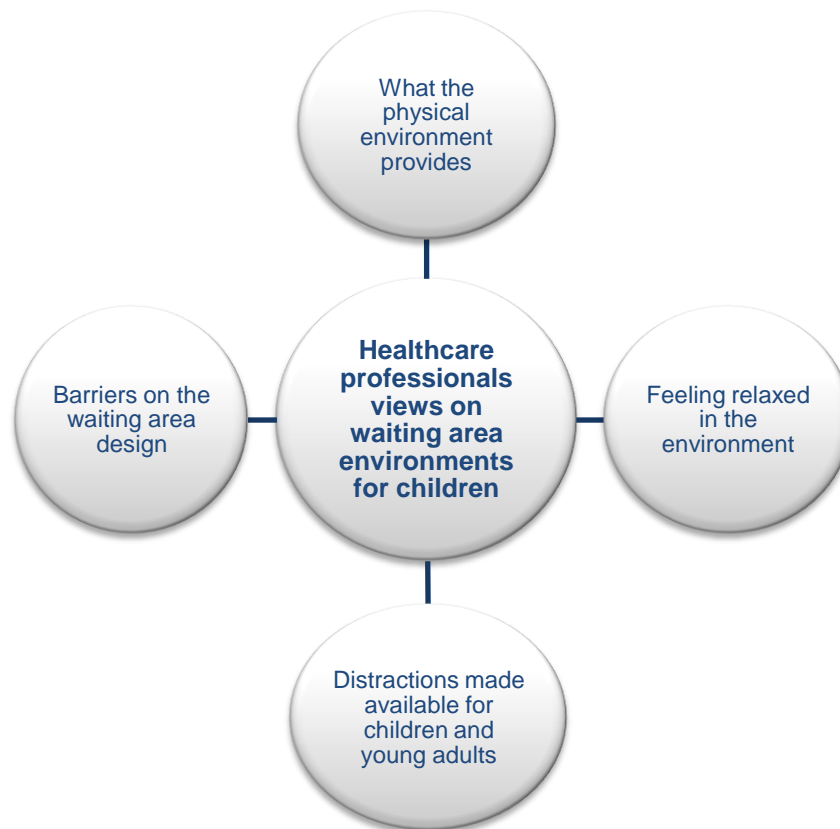 What the
physical
environment
provides
Barriers on the
waiting area
design
Healthcare
professionals
views on
waiting area
environments
for children
Feeling relaxed
in the
environment
Distractions made
available for
children and
young adults